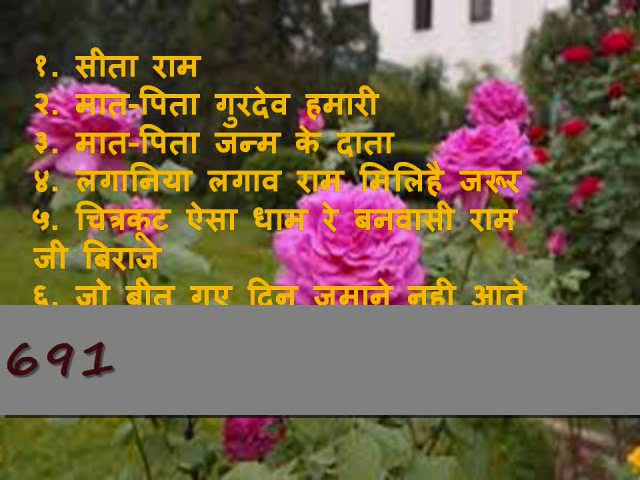 १. सीता राम
२. मात-पिता गुरदेव हमारी
३. मात-पिता जन्म के दाता
४. लगानिया लगाव राम मिलिहै जरूर
५. चित्रकूट ऐसा धाम रे बनवासी राम
जी बिराजे
६. जो बीत गए दिन जमाने नही आते
691